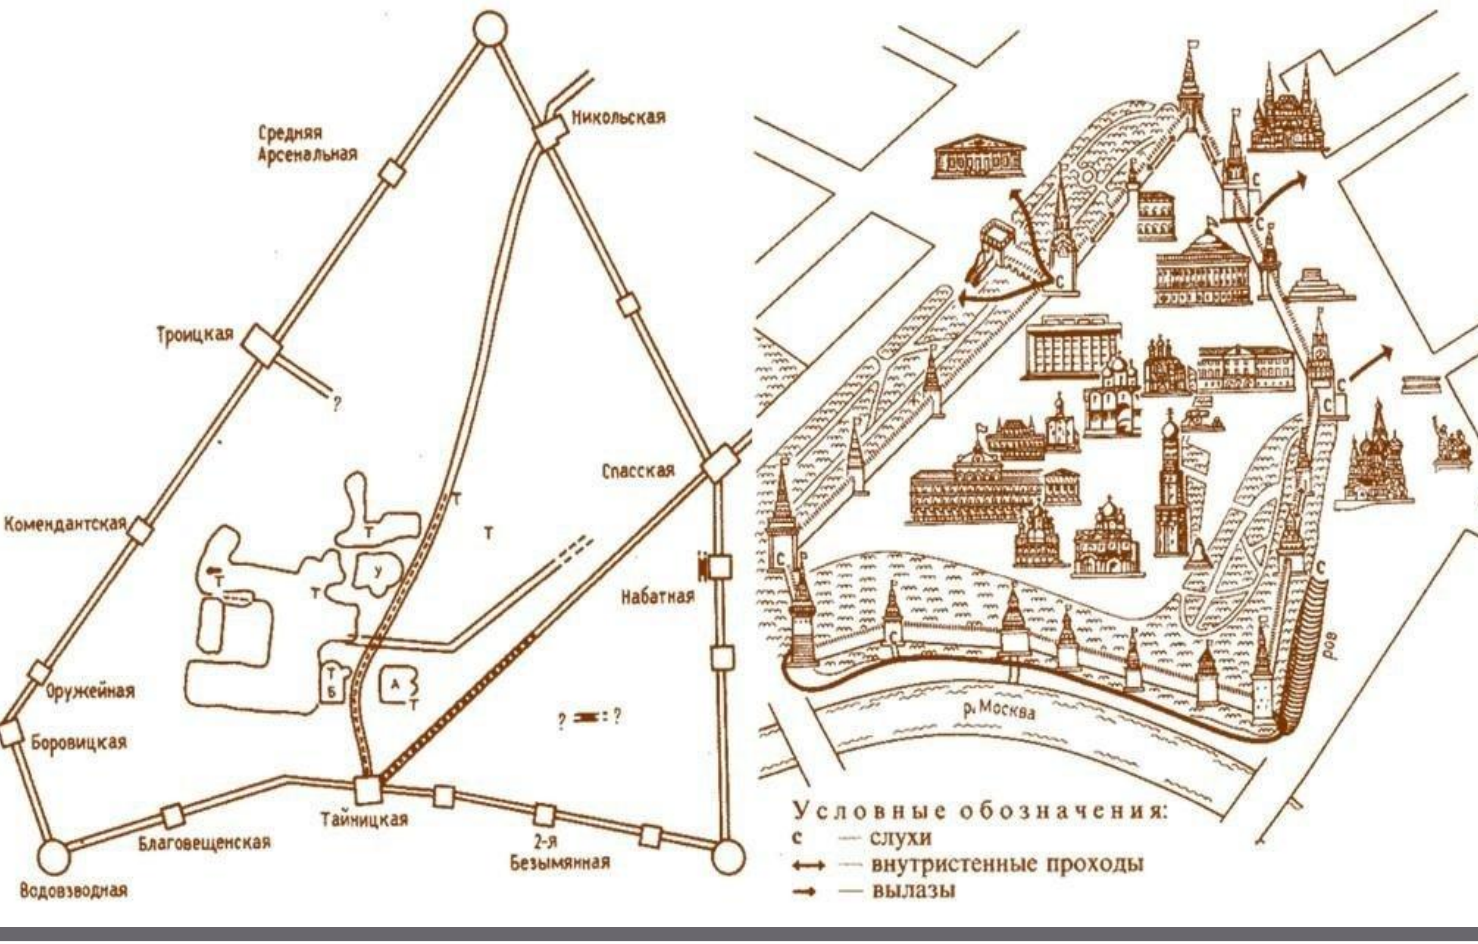 Никольская
Средняя
Арсенальная
Троицкая
?
Спасская
Т
Т
Т
Комендантская
У
Т
Т
Набатная
Т
Б
А
Т
Оружейная
? ?
Боровицкая
Тайницкая
Благовещенская
2-я
Безымянная
Водовзводная
С
С
С
С
С
С
С
С
ров
р. Москва
Условные обозначения:
с — слухи
↔ — внутристенные проходы
→ — вылазы